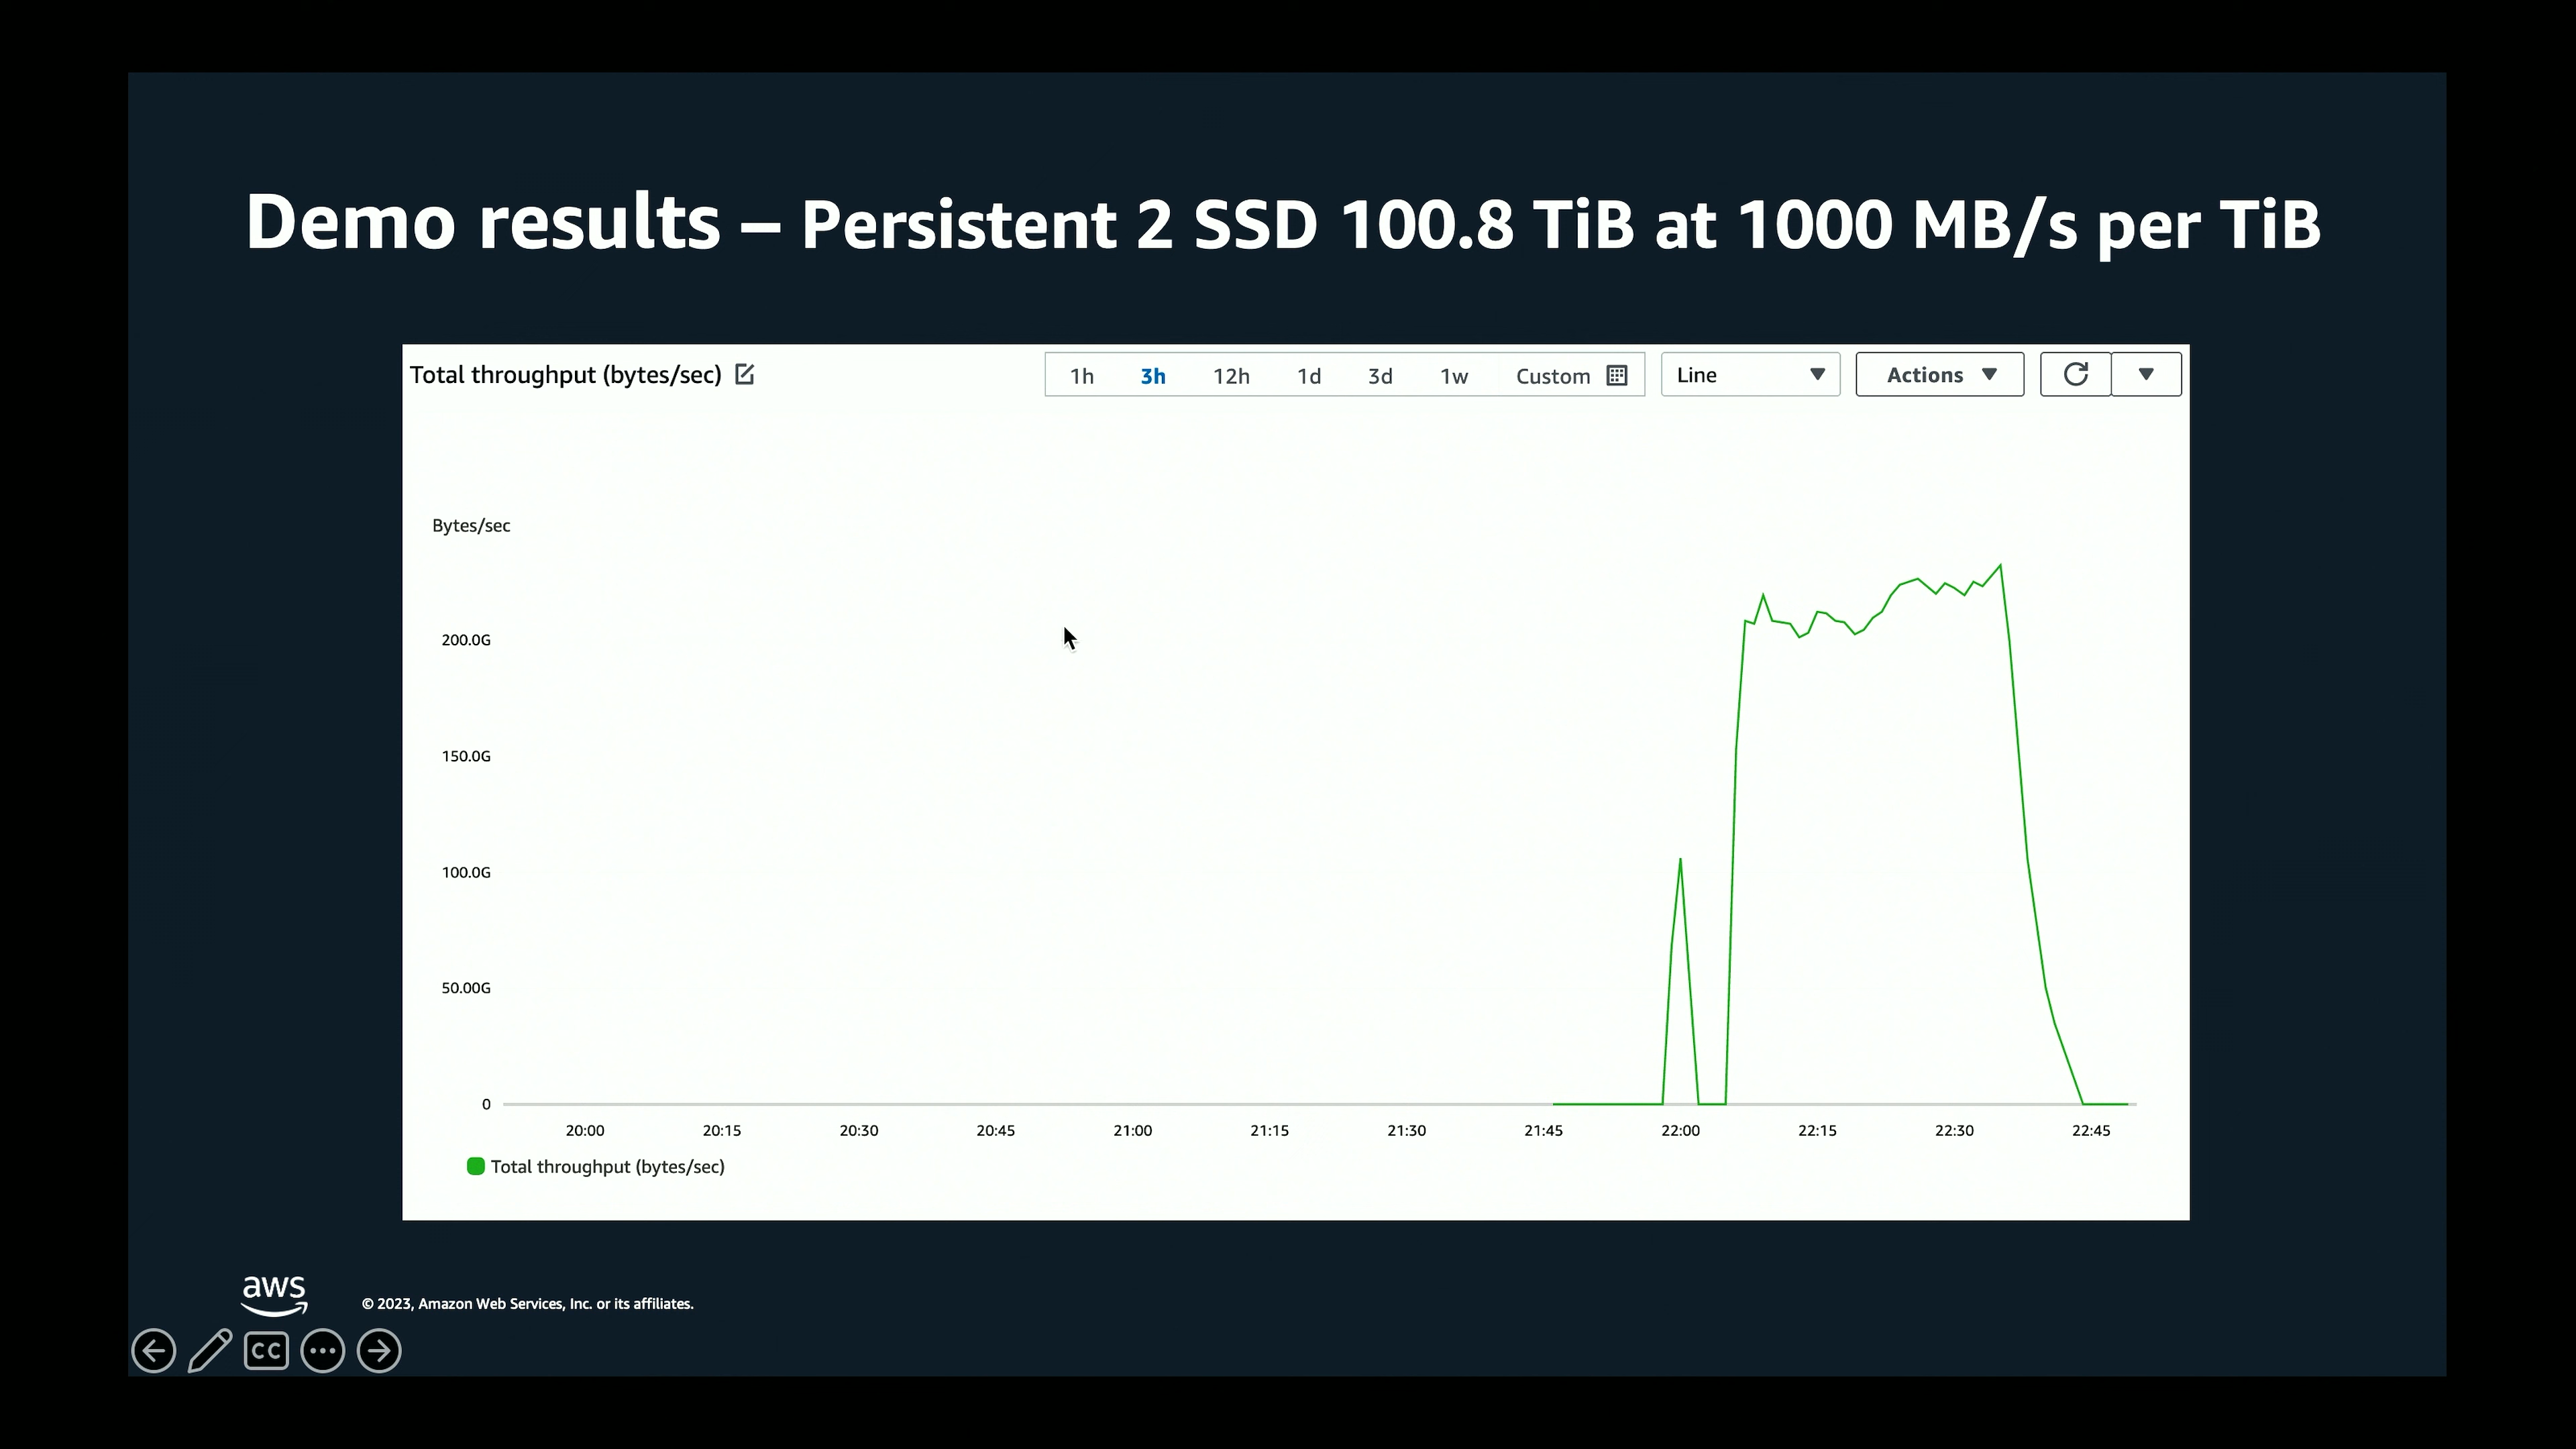 Demo results – Persistent 2 SSD 100.8 TiB at 1000 MB/s per TiB
Total throughput (bytes/sec)
1h 3h 12h 1d 3d 1w Custom
Line
Actions
Bytes/sec
200.0G
150.0G
100.0G
50.00G
0
20:00 20:15 20:30 20:45 21:00 21:15 21:30 21:45 22:00 22:15 22:30 22:45
Total throughput (bytes/sec)
aws
© 2023, Amazon Web Services, Inc. or its affiliates.
CC